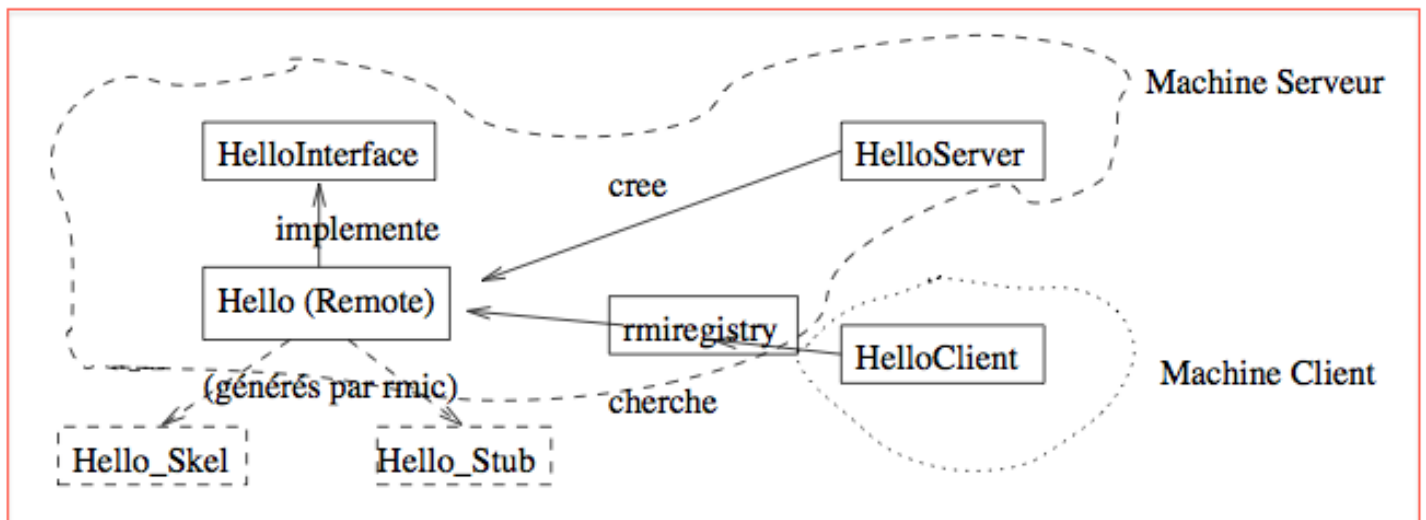 Machine Serveur
HelloInterface
HelloServer
cree
implemente
Hello (Remote)
rmiregistry
HelloClient
Machine Client
(générés par rmic)
cherche
Hello_Skel
Hello_Stub